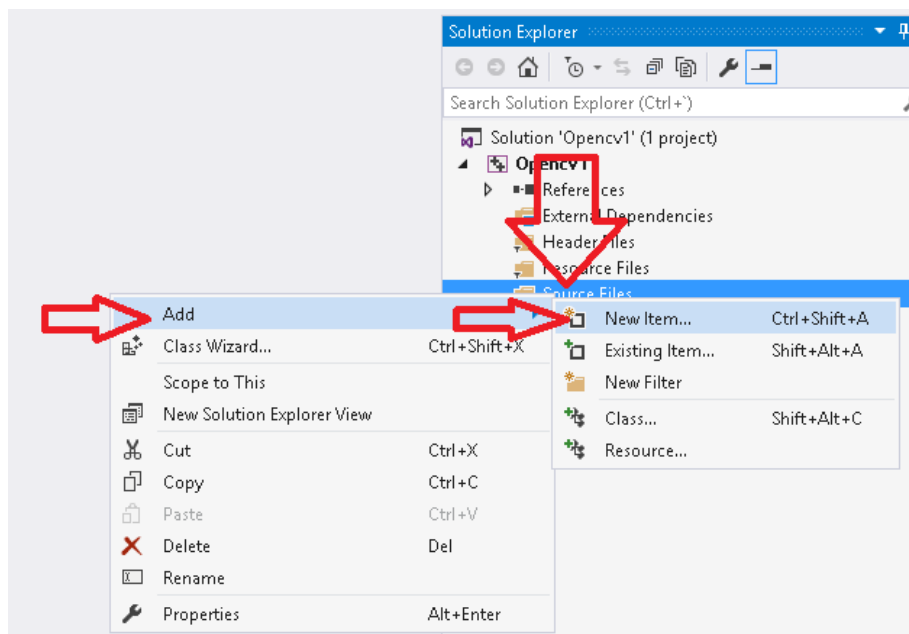 Solution Explorer
Search Solution Explorer (Ctrl+`)
Solution 'Opencv1' (1 project)
Opencv1
References
External Dependencies
Header Files
Resource Files
Source Files
Add
Class Wizard... Ctrl+Shift+X
Scope to This
New Solution Explorer View
Cut Ctrl+X
Copy Ctrl+C
Paste Ctrl+V
Delete Del
Rename
Properties Alt+Enter
New Item... Ctrl+Shift+A
Existing Item... Shift+Alt+A
New Filter
Class... Shift+Alt+C
Resource...